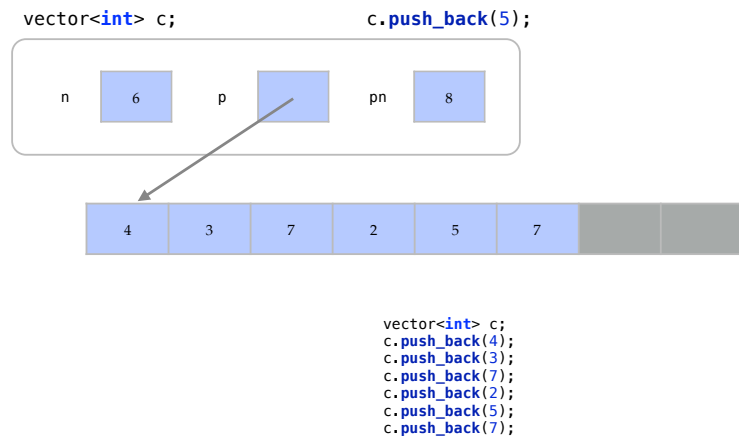 vector<int> c; c.push_back(5);
n 6 p pn 8
4 3 7 2 5 7
vector<int> c;
c.push_back(4);
c.push_back(3);
c.push_back(7);
c.push_back(2);
c.push_back(5);
c.push_back(7);